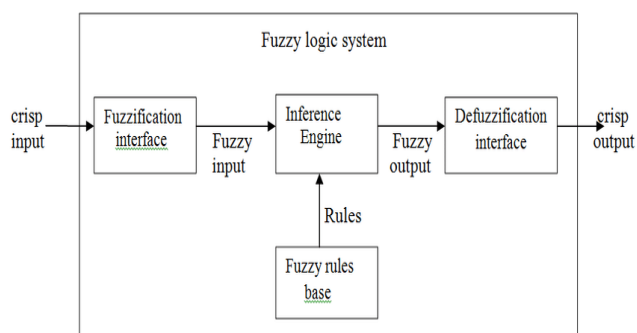 Fuzzy logic system
crisp
input
Fuzzification
interface
Fuzzy
input
Inference
Engine
Fuzzy
output
Defuzzification
interface
crisp
output
Rules
Fuzzy rules
base